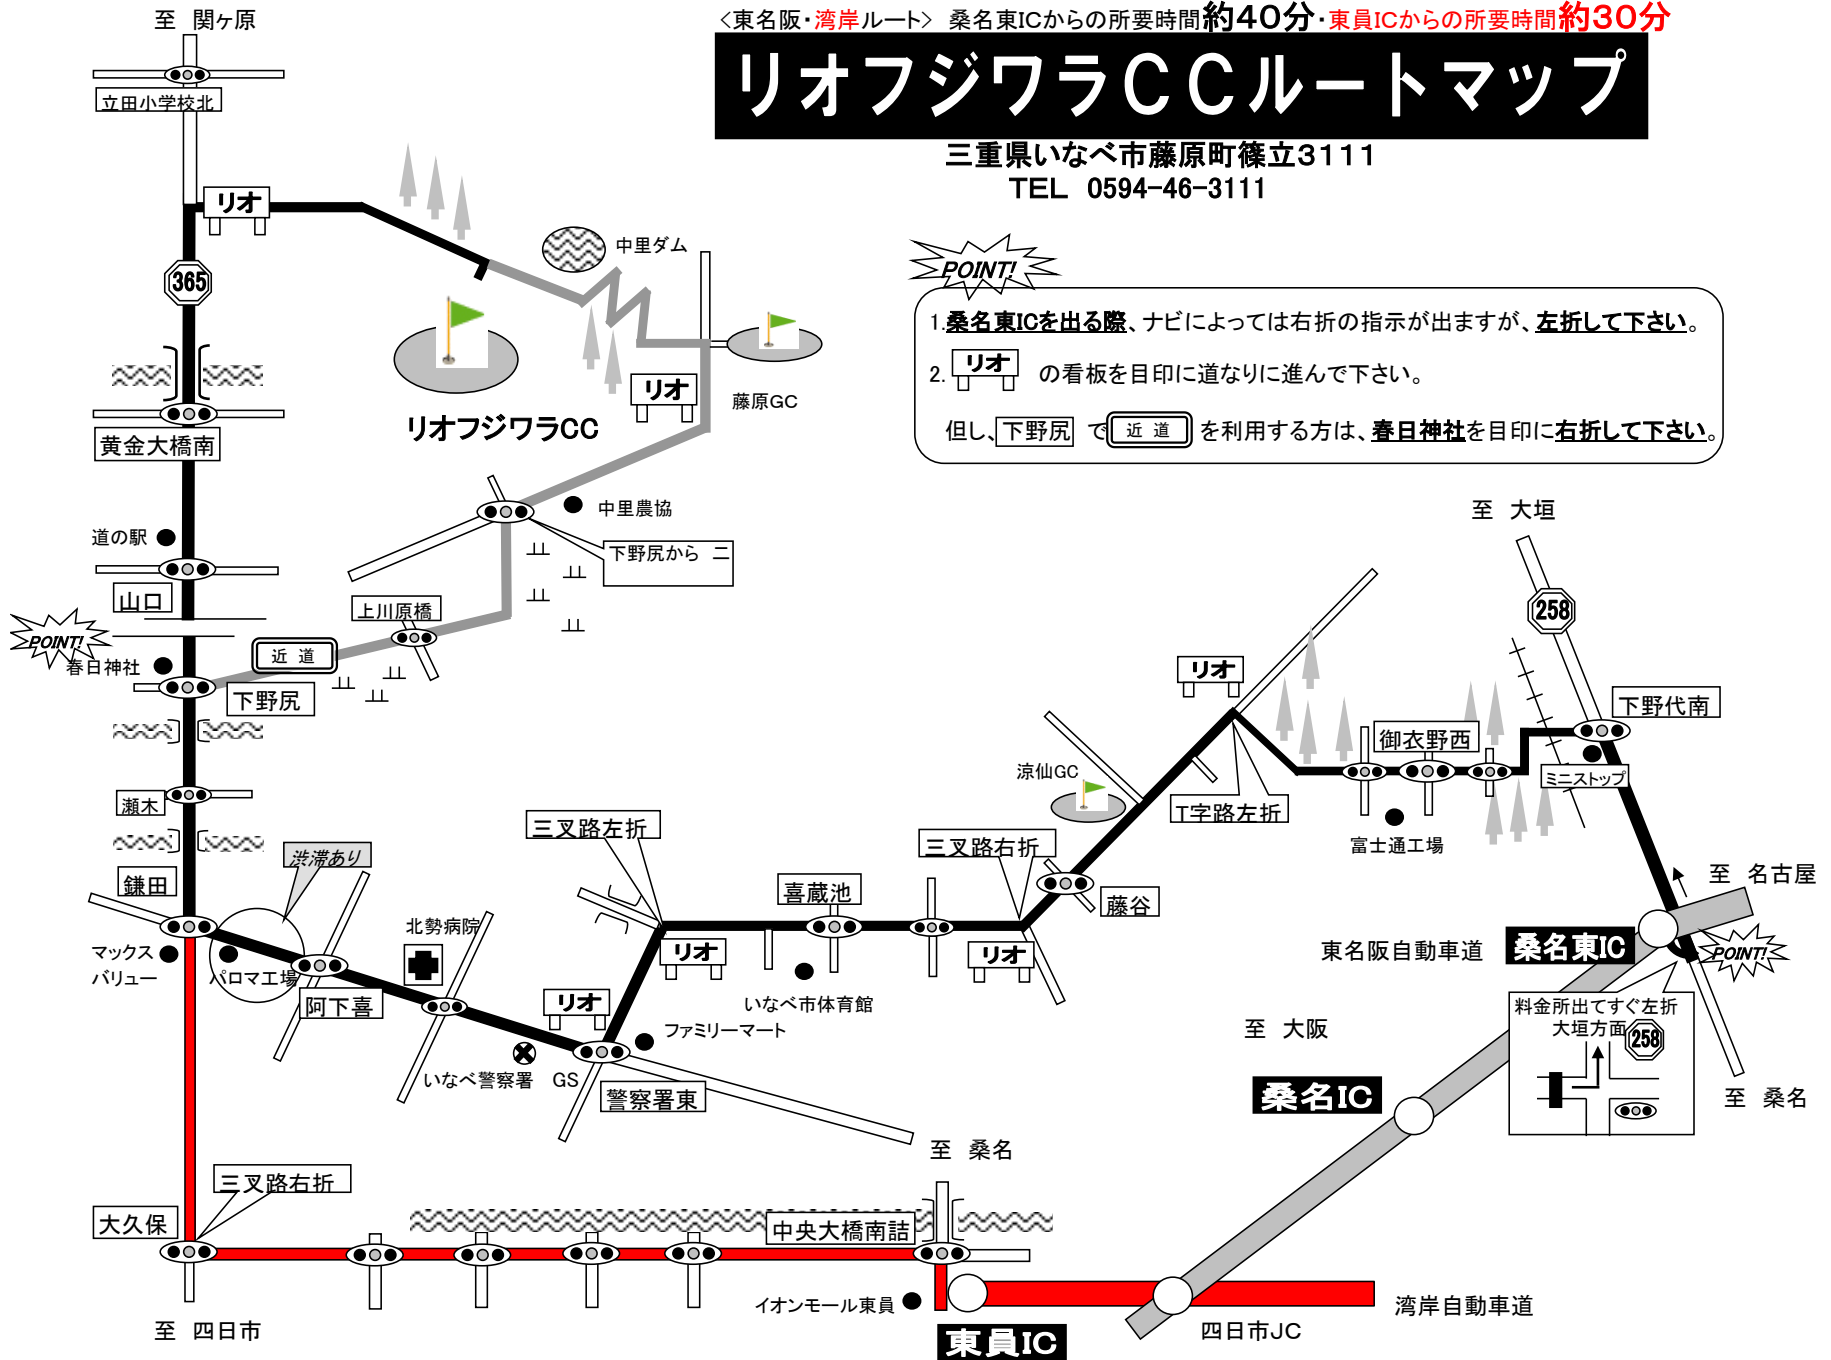 至 関ヶ原
<東名阪・湾岸ルート> 桑名東ICからの所要時間約40分・東員ICからの所要時間約30分
リオフジワラCCルートマップ
三重県いなべ市藤原町篠立3111
TEL 0594-46-3111
立田小学校北
リオ
365
中里ダム
リオ
藤原GC
リオフジワラCC
POINT!
1.桑名東ICを出る際、ナビによっては右折の指示が出ますが、左折して下さい。
2. リオ の看板を目印に道なりに進んで下さい。
但し、下野尻 で 近道 を利用する方は、春日神社を目印に右折して下さい。
黄金大橋南
道の駅
中里農協
下野尻から 二
山口
上川原橋
POINT!
春日神社
近道
下野尻
瀬木
鎌田
渋滞あり
マックス
バリュー
パロマ工場
阿下喜
北勢病院
いなべ警察署
GS
リオ
ファミリーマート
警察署東
至 桑名
三叉路左折
リオ
喜蔵池
いなべ市体育館
三叉路右折
リオ
藤谷
涼仙GC
リオ
T字路左折
御衣野西
富士通工場
至 大垣
258
下野代南
ミニストップ
至 名古屋
東名阪自動車道
桑名東IC
POINT!
料金所出てすぐ左折
大垣方面
258
至 大阪
桑名IC
至 桑名
三叉路右折
大久保
中央大橋南詰
イオンモール東員
至 四日市
東員IC
四日市JC
湾岸自動車道